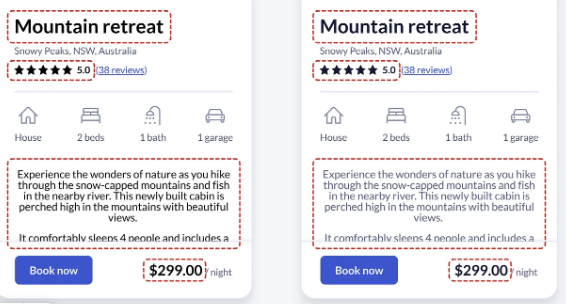 Mountain retreat
Snowy Peaks, NSW, Australia
★★★★★ 5.0 (38 reviews)
House 2 beds 1 bath 1 garage
Experience the wonders of nature as you hike
through the snow-capped mountains and fish
in the nearby river. This newly built cabin is
perched high in the mountains with beautiful
views.
It comfortably sleeps 4 people and includes a
Book now $299.00 / night
Mountain retreat
Snowy Peaks, NSW, Australia
★★★★★ 5.0 (38 reviews)
House 2 beds 1 bath 1 garage
Experience the wonders of nature as you hike
through the snow-capped mountains and fish
in the nearby river. This newly built cabin is
perched high in the mountains with beautiful
views.
It comfortably sleeps 4 people and includes a
Book now $299.00 / night